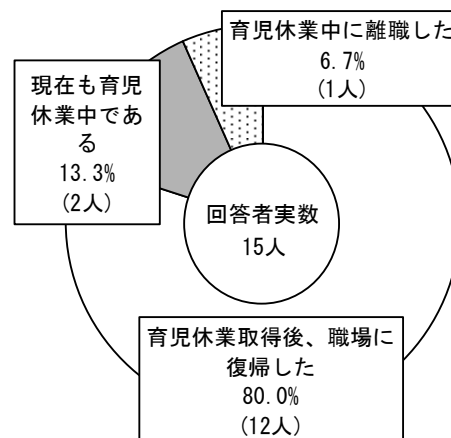 育児休業中に離職した
6.7%
(1人)
現在も育児
休業中であ
る
13.3%
(2人)
回答者実数
15人
育児休業取得後、職場に
復帰した
80.0%
(12人)